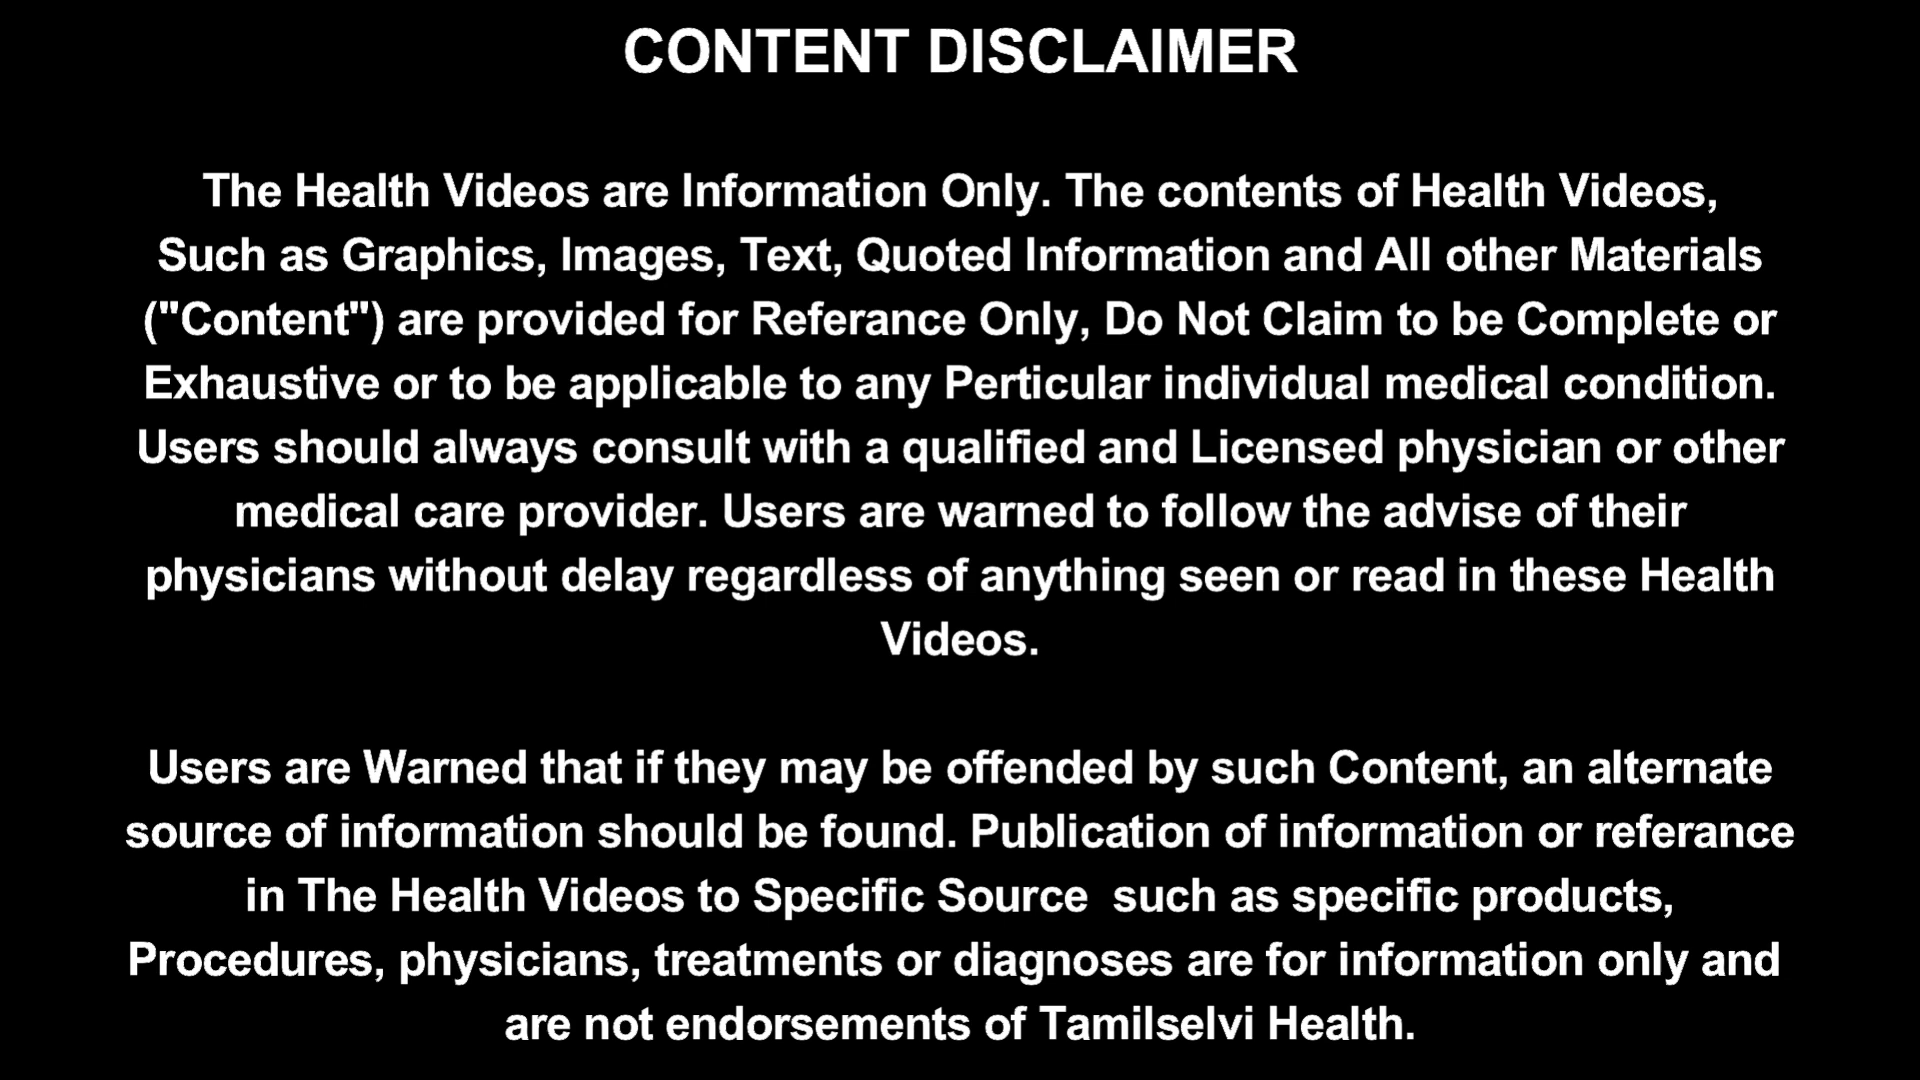 CONTENT DISCLAIMER
The Health Videos are Information Only. The contents of Health Videos,
Such as Graphics, Images, Text, Quoted Information and All other Materials
("Content") are provided for Referance Only, Do Not Claim to be Complete or
Exhaustive or to be applicable to any Perticular individual medical condition.
Users should always consult with a qualified and Licensed physician or other
medical care provider. Users are warned to follow the advise of their
physicians without delay regardless of anything seen or read in these Health
Videos.
Users are Warned that if they may be offended by such Content, an alternate
source of information should be found. Publication of information or referance
in The Health Videos to Specific Source  such as specific products,
Procedures, physicians, treatments or diagnoses are for information only and
are not endorsements of Tamilselvi Health.